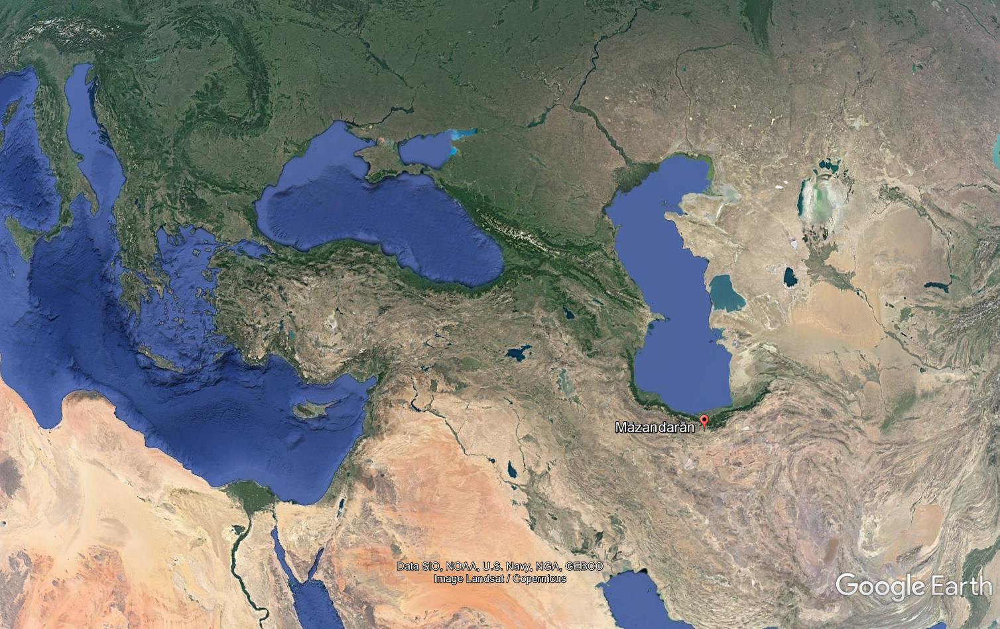 Māzandarān
Data SIO, NOAA, U.S. Navy, NGA, GEBCO
Image Landsat / Copernicus
Google Earth